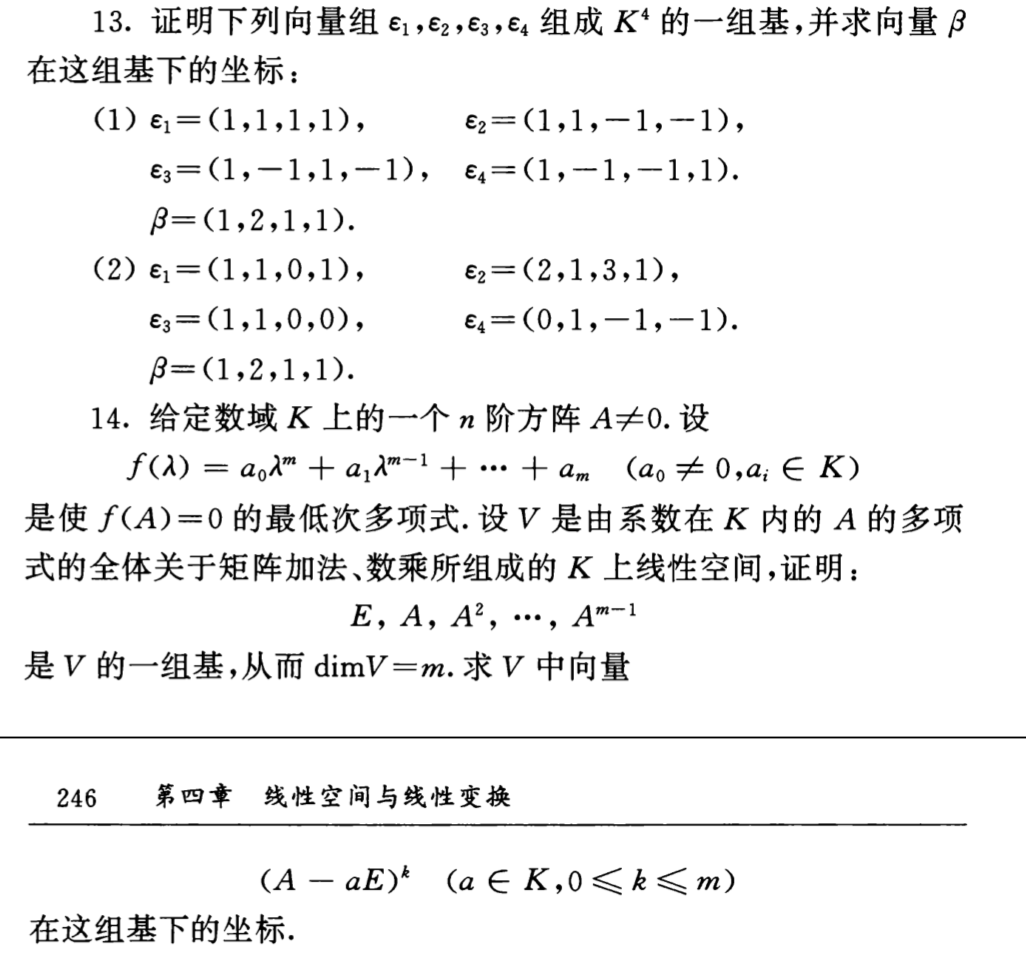 13. 证明下列向量组 ε₁,ε₂,ε₃,ε₄ 组成 K⁴ 的一组基,并求向量 β
在这组基下的坐标:
(1) ε₁=(1,1,1,1), ε₂=(1,1,−1,−1),
ε₃=(1,−1,1,−1), ε₄=(1,−1,−1,1).
β=(1,2,1,1).
(2) ε₁=(1,1,0,1), ε₂=(2,1,3,1),
ε₃=(1,1,0,0), ε₄=(0,1,−1,−1).
β=(1,2,1,1).
14. 给定数域 K 上的一个 n 阶方阵 A≠0. 设
f(λ) = a₀λᵐ + a₁λᵐ⁻¹ + ⋯ + aₘ (a₀ ≠ 0,aᵢ ∈ K)
是使 f(A)=0 的最低次多项式. 设 V 是由系数在 K 内的 A 的多项
式的全体关于矩阵加法、数乘所组成的 K 上线性空间,证明:
E, A, A², ⋯, Aᵐ⁻¹
是 V 的一组基,从而 dimV=m. 求 V 中向量
246 第四章 线性空间与线性变换
(A − aE)ᵏ (a ∈ K,0 ⩽ k ⩽ m)
在这组基下的坐标.